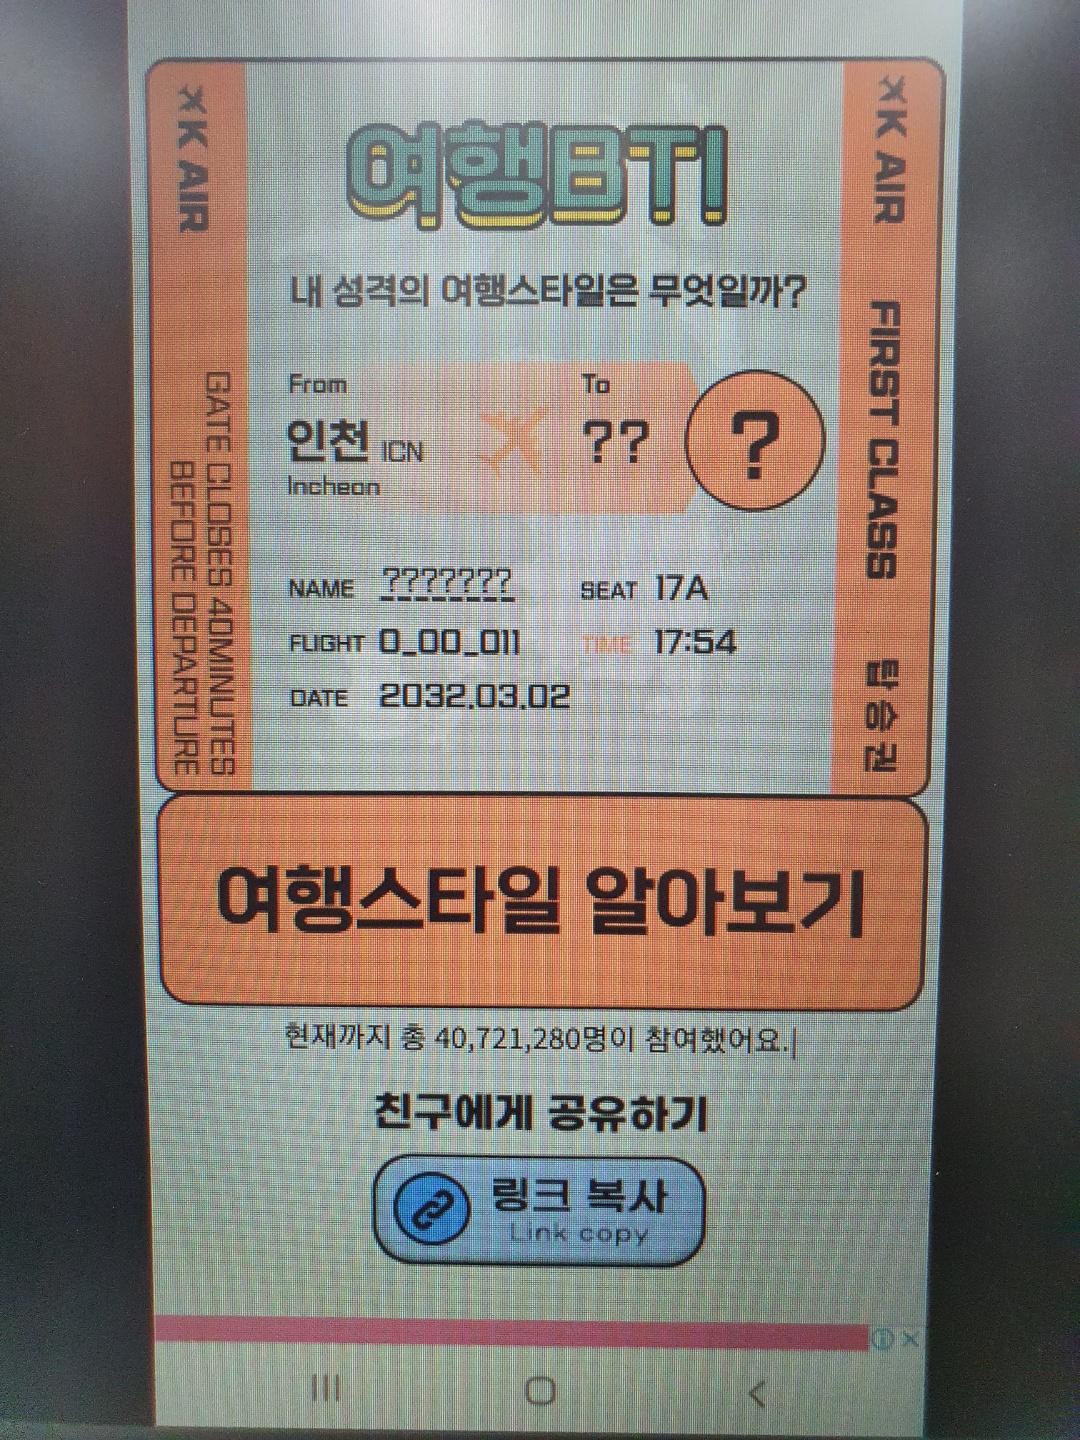 K AIR
GATE CLOSES 40MINUTES
BEFORE DEPARTURE
여행BTI
내 성격의 여행스타일은 무엇일까?
From
인천 ICN
Incheon
To
??
?
NAME ???????
SEAT 17A
FLIGHT 0_00_011
TIME 17:54
DATE 2032.03.02
K AIR FIRST CLASS 탑승권
여행스타일 알아보기
현재까지 총 40,721,280명이 참여했어요.|
친구에게 공유하기
링크 복사
Link copy